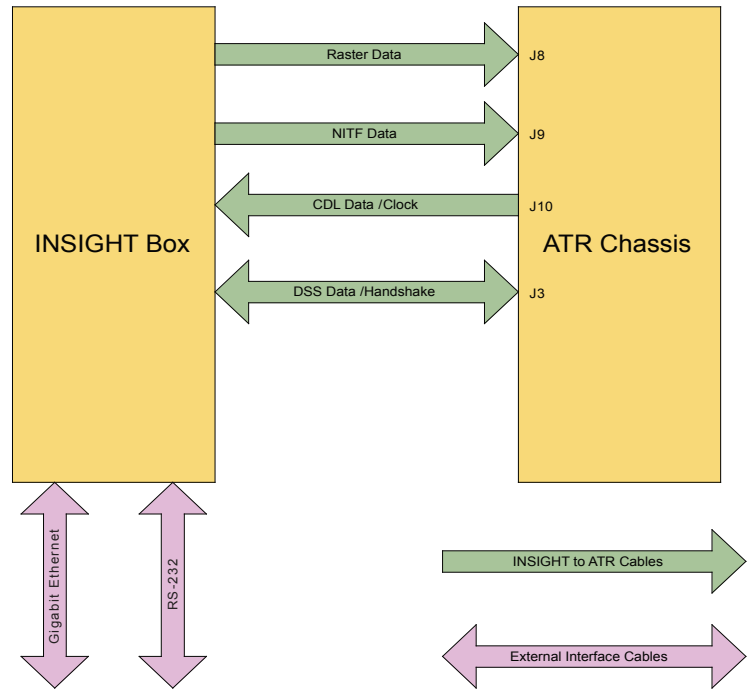 Raster Data
J8
NITF Data
J9
CDL Data /Clock
J10
INSIGHT Box
ATR Chassis
DSS Data /Handshake
J3
Gigabit Ethernet
RS-232
INSIGHT to ATR Cables
External Interface Cables